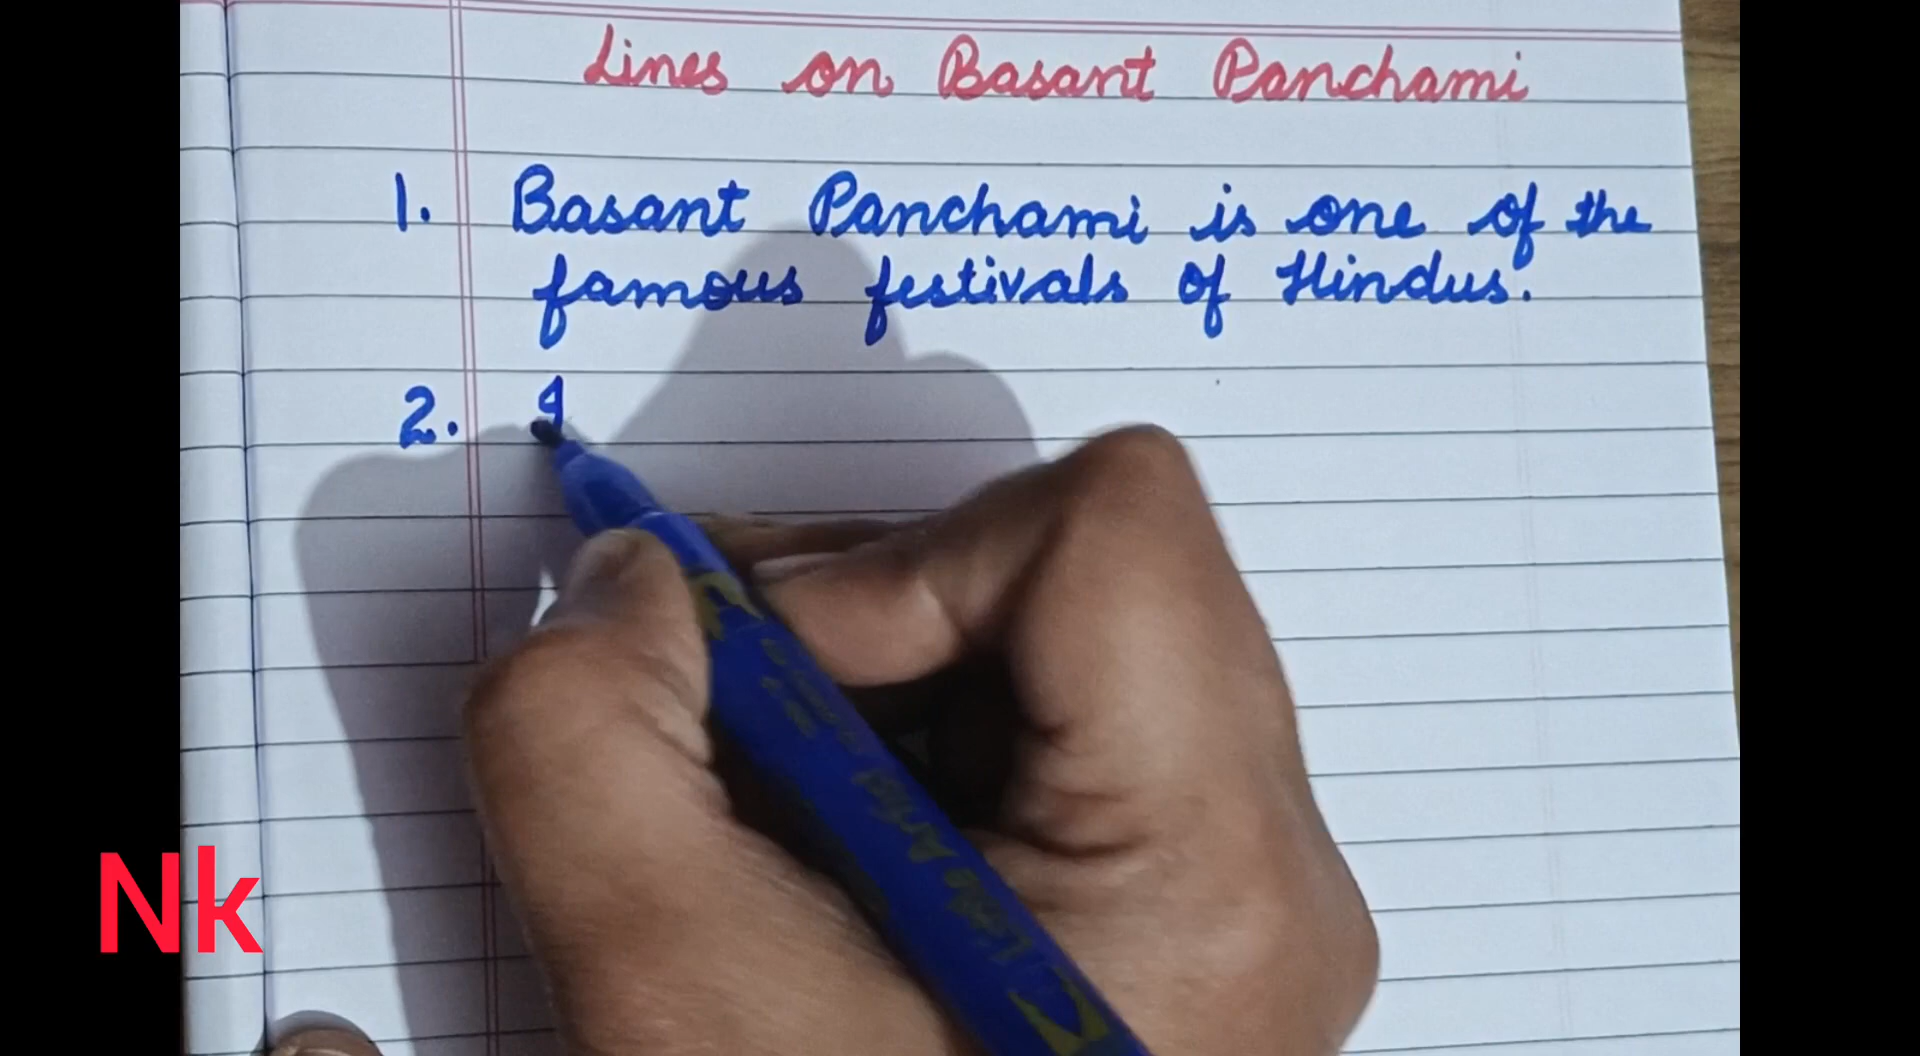 Lines on Basant Panchami
1. Basant Panchami is one of the
famous festivals of Hindus.
2. I
Nk